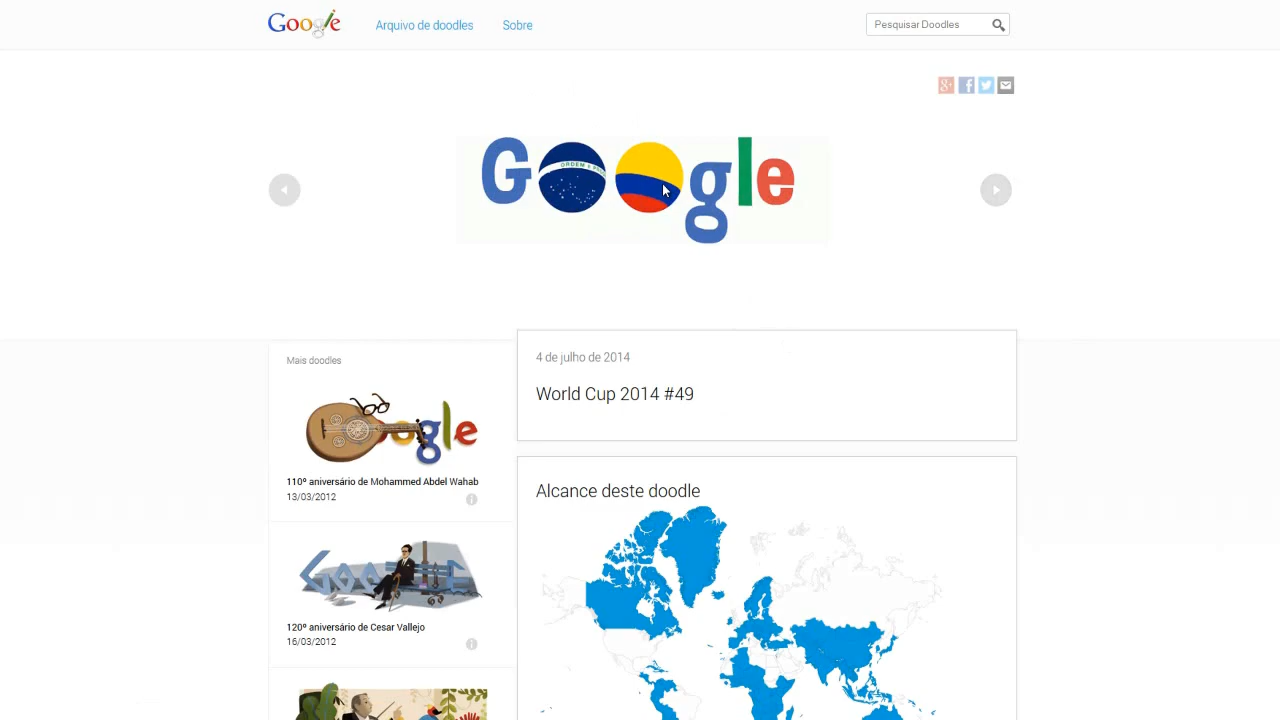 Google
Arquivo de doodles
Sobre
Pesquisar Doodles
Google
ORDEM E
4 de julho de 2014
World Cup 2014 #49
Mais doodles
110º aniversário de Mohammed Abdel Wahab
13/03/2012
Alcance deste doodle
120º aniversário de Cesar Vallejo
16/03/2012